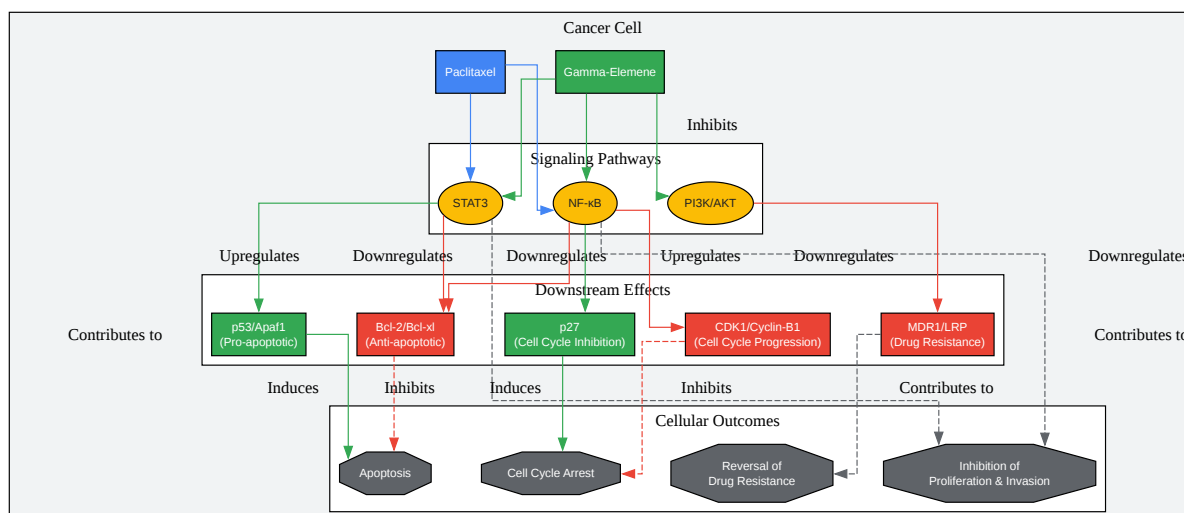 Cancer Cell
Paclitaxel
Gamma-Elemene
Inhibits
Signaling Pathways
STAT3
NF-κB
PI3K/AKT
Upregulates
Downregulates
Downregulates
Upregulates
Downregulates
Downregulates
Downstream Effects
p53/Apaf1
(Pro-apoptotic)
Bcl-2/Bcl-xl
(Anti-apoptotic)
p27
(Cell Cycle Inhibition)
CDK1/Cyclin-B1
(Cell Cycle Progression)
MDR1/LRP
(Drug Resistance)
Contributes to
Contributes to
Induces
Inhibits
Induces
Inhibits
Contributes to
Cellular Outcomes
Apoptosis
Cell Cycle Arrest
Reversal of
Drug Resistance
Inhibition of
Proliferation & Invasion